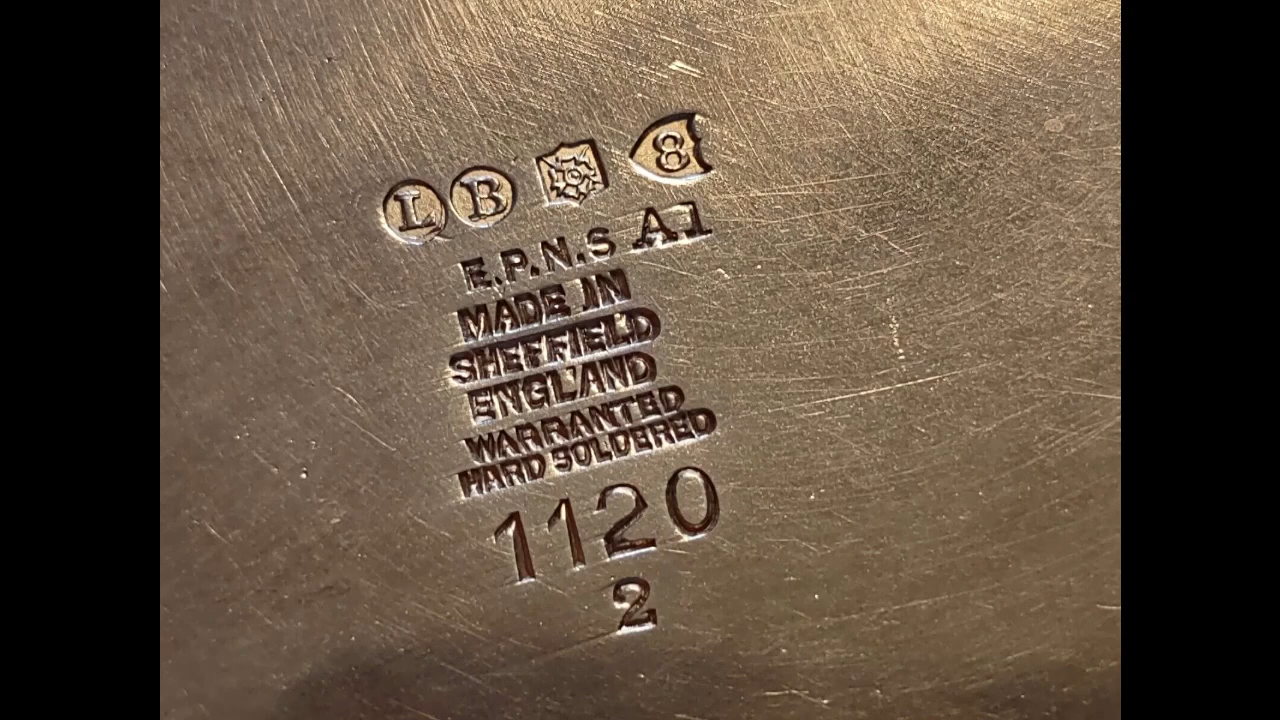 L B 8
E.P.N.S A1
MADE IN
SHEFFIELD
ENGLAND
WARRANTED
HARD SOLDERED
1120
2